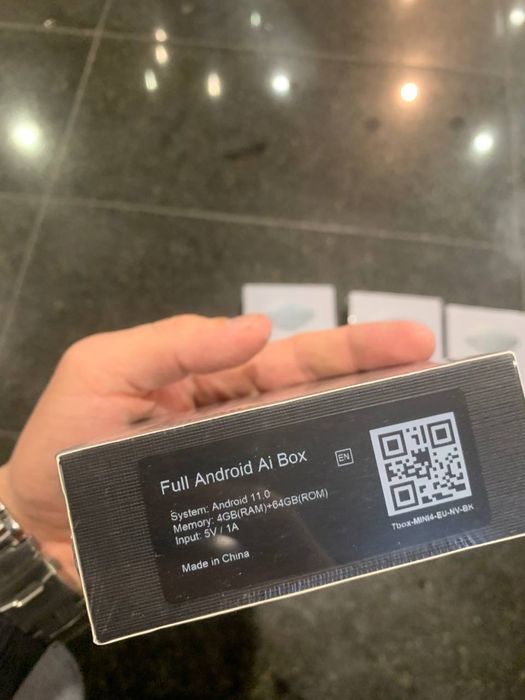 Full Android Ai Box
EN
System: Android 11.0
Memory: 4GB(RAM)+64GB(ROM)
Input: 5V / 1A
Made in China
Tbox-MINI4-EU-NV-BK